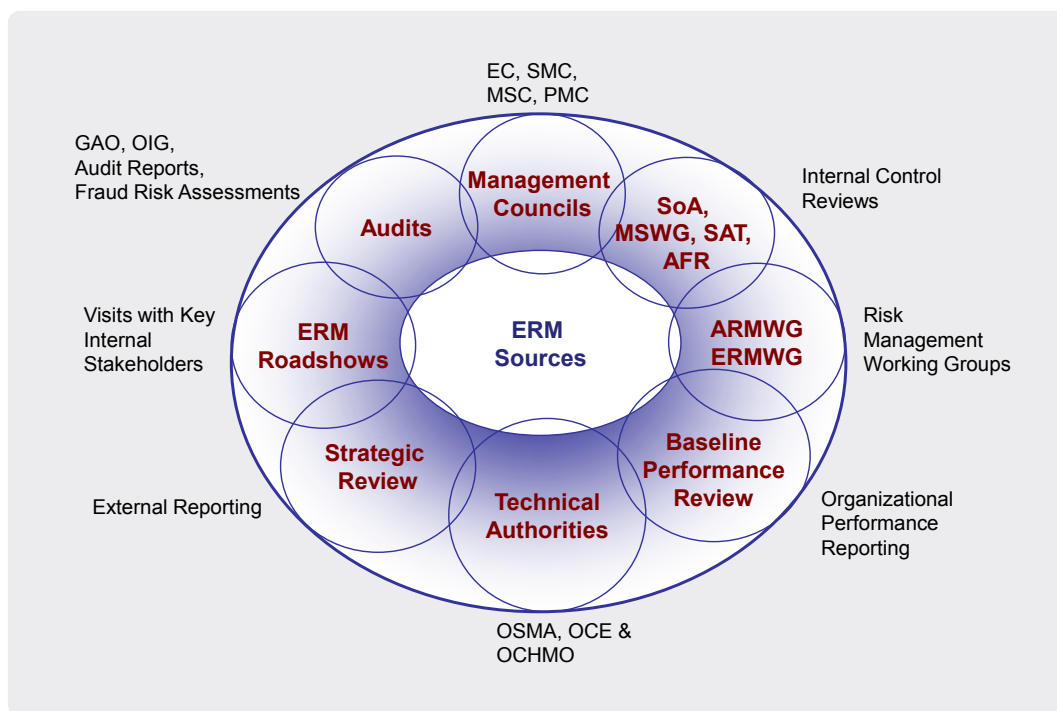 EC, SMC,
MSC, PMC
GAO, OIG,
Audit Reports,
Fraud Risk Assessments
Management
Councils
Internal Control
Reviews
Audits
SoA,
MSWG, SAT,
AFR
Visits with Key
Internal
Stakeholders
ERM
Roadshows
ERM
Sources
ARMWG
ERMWG
Risk
Management
Working Groups
Strategic
Review
Baseline
Performance
Review
External Reporting
Technical
Authorities
Organizational
Performance
Reporting
OSMA, OCE &
OCHMO